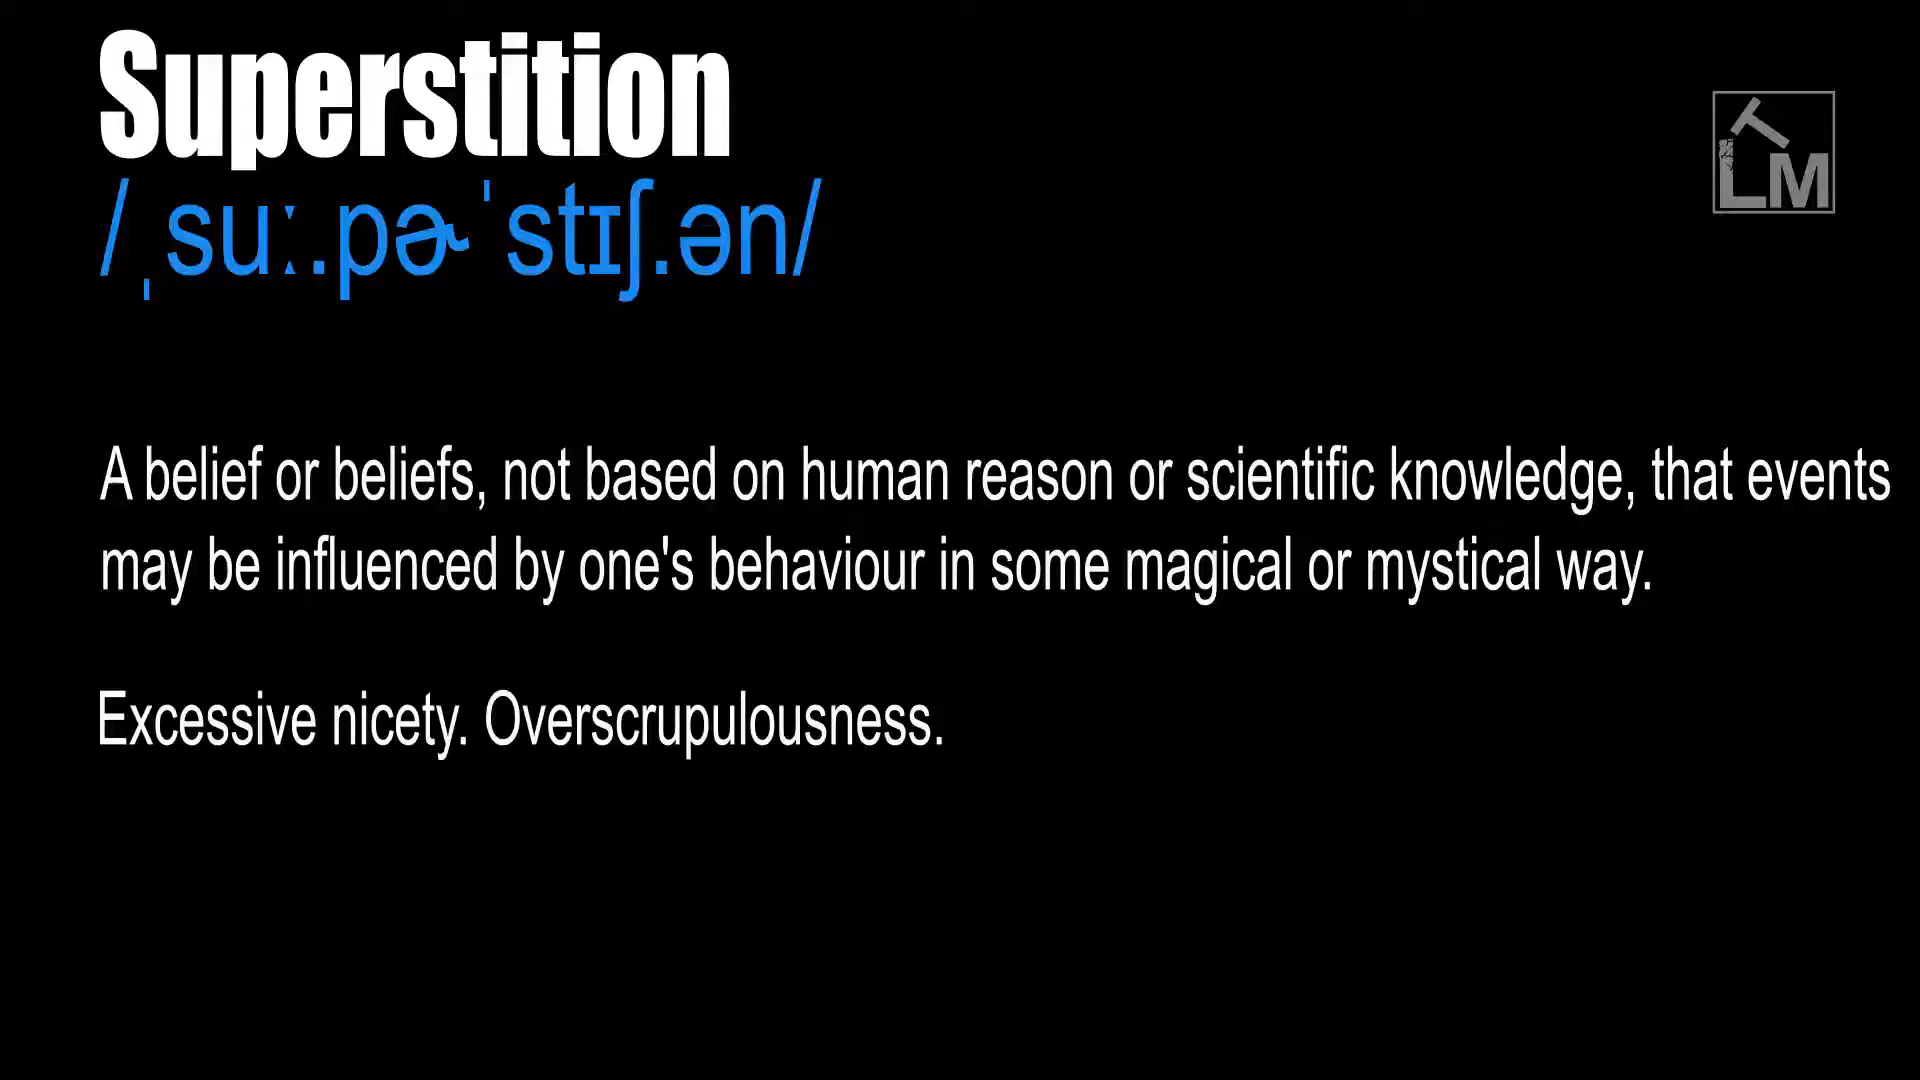 Superstition
/ˌsuː.pɚˈstɪʃ.ən/
LM
A belief or beliefs, not based on human reason or scientific knowledge, that events
may be influenced by one's behaviour in some magical or mystical way.
Excessive nicety. Overscrupulousness.